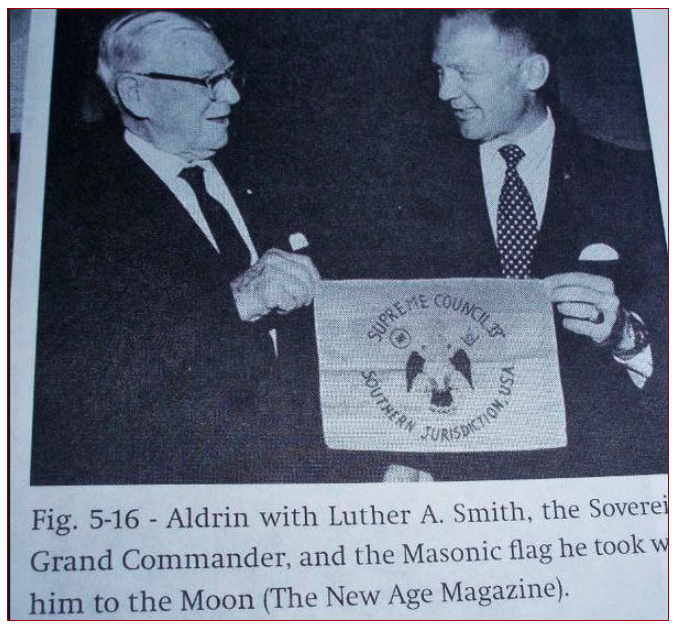 SUPREME COUNCIL 33°
SOUTHERN JURISDICTION, USA
Fig. 5-16 - Aldrin with Luther A. Smith, the Soverei
Grand Commander, and the Masonic flag he took w
him to the Moon (The New Age Magazine).